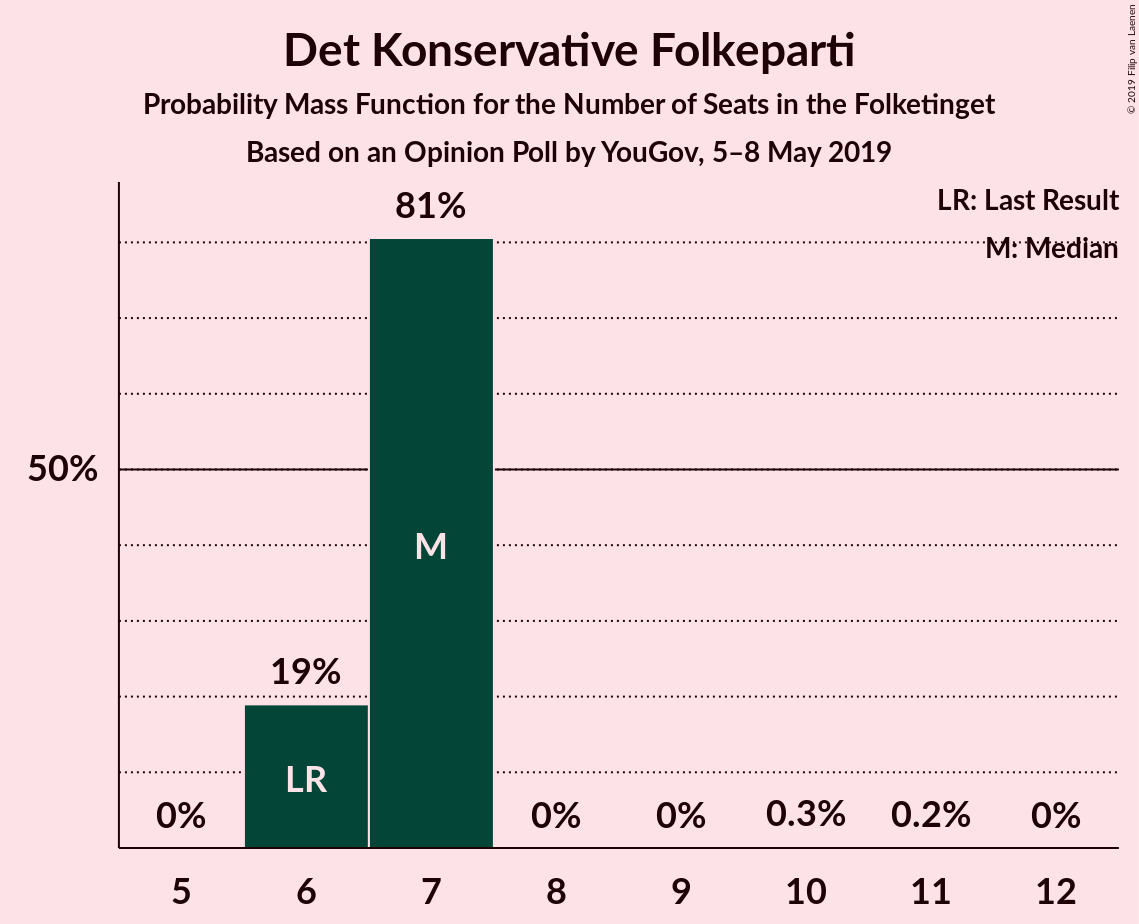 Det Konservative Folkeparti
Probability Mass Function for the Number of Seats in the Folketinget
Based on an Opinion Poll by YouGov, 5–8 May 2019
© 2019 Filip van Laenen
LR: Last Result
M: Median
81%
50%
M
19%
LR
0%
0%
0%
0.3%
0.2%
0%
5
6
7
8
9
10
11
12